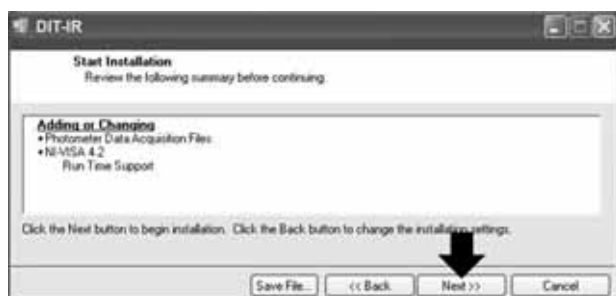 DIT-IR
Start Installation
Review the following summary before continuing.
Adding or Changing
• Photometer Data Acquisition Files
• NI-VISA 4.2
Run Time Support
Click the Next button to begin installation. Click the Back button to change the installation settings.
Save File... << Back Next >> Cancel